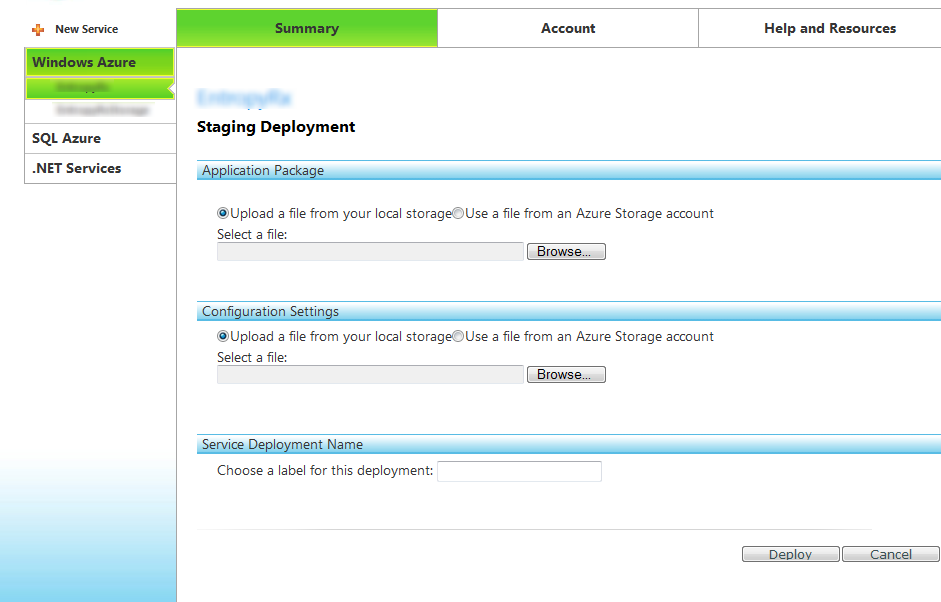 New Service
Summary
Account
Help and Resources
Windows Azure
SQL Azure
.NET Services
EntropyRx
Staging Deployment
Application Package
Upload a file from your local storage Use a file from an Azure Storage account
Select a file:
Browse...
Configuration Settings
Upload a file from your local storage Use a file from an Azure Storage account
Select a file:
Browse...
Service Deployment Name
Choose a label for this deployment:
Deploy
Cancel